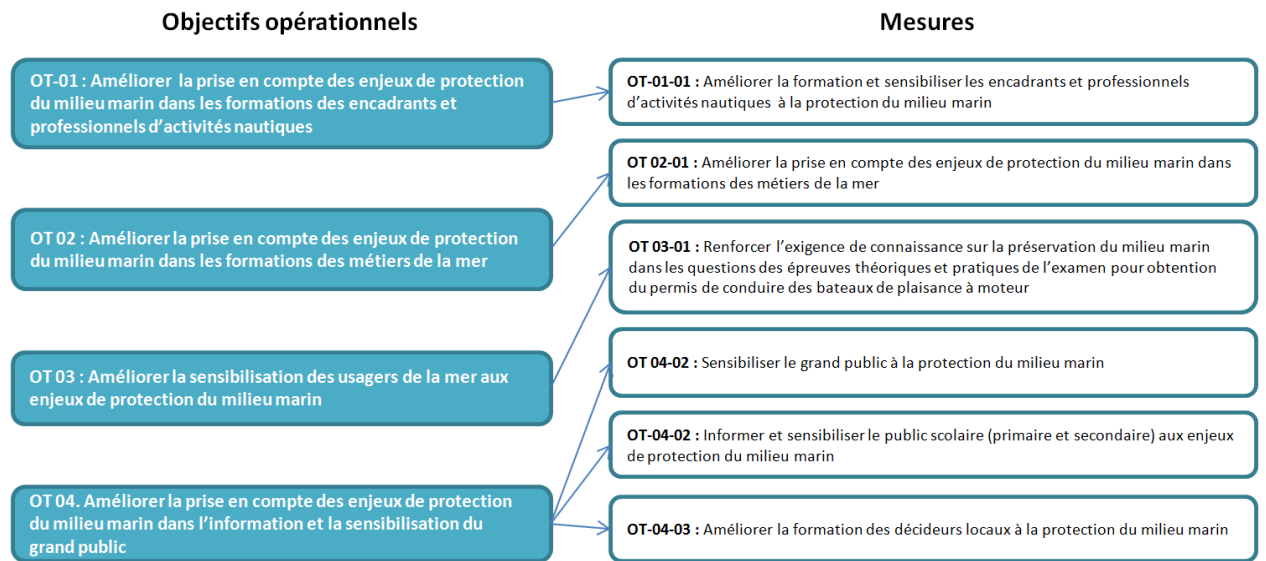 Objectifs opérationnels
Mesures
OT-01 : Améliorer la prise en compte des enjeux de protection
du milieu marin dans les formations des encadrants et
professionnels d'activités nautiques
OT 02 : Améliorer la prise en compte des enjeux de protection
du milieu marin dans les formations des métiers de la mer
OT 03 : Améliorer la sensibilisation des usagers de la mer aux
enjeux de protection du milieu marin
OT 04. Améliorer la prise en compte des enjeux de protection
du milieu marin dans l'information et la sensibilisation du
grand public
OT-01-01 : Améliorer la formation et sensibiliser les encadrants et professionnels
d'activités nautiques à la protection du milieu marin
OT 02-01 : Améliorer la prise en compte des enjeux de protection du milieu marin dans
les formations des métiers de la mer
OT 03-01 : Renforcer l'exigence de connaissance sur la préservation du milieu marin
dans les questions des épreuves théoriques et pratiques de l'examen pour obtention
du permis de conduire des bateaux de plaisance à moteur
OT 04-02 : Sensibiliser le grand public à la protection du milieu marin
OT-04-02 : Informer et sensibiliser le public scolaire (primaire et secondaire) aux enjeux
de protection du milieu marin
OT-04-03 : Améliorer la formation des décideurs locaux à la protection du milieu marin